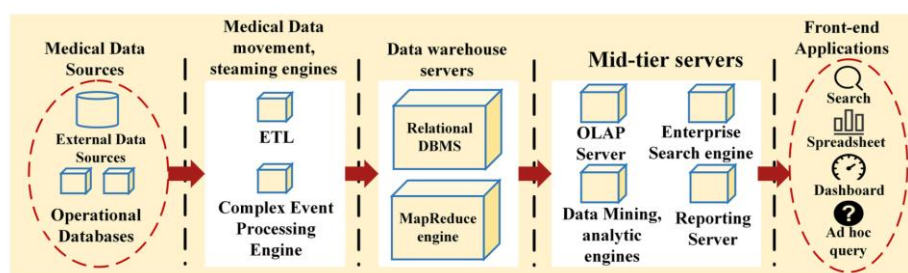 Medical Data
Sources
External Data
Sources
Operational
Databases
Medical Data
movement,
steaming engines
ETL
Complex Event
Processing
Engine
Data warehouse
servers
Relational
DBMS
MapReduce
engine
Mid-tier servers
OLAP
Server
Enterprise
Search engine
Data Mining,
analytic
engines
Reporting
Server
Front-end
Applications
Search
Spreadsheet
Dashboard
?
Ad hoc
query